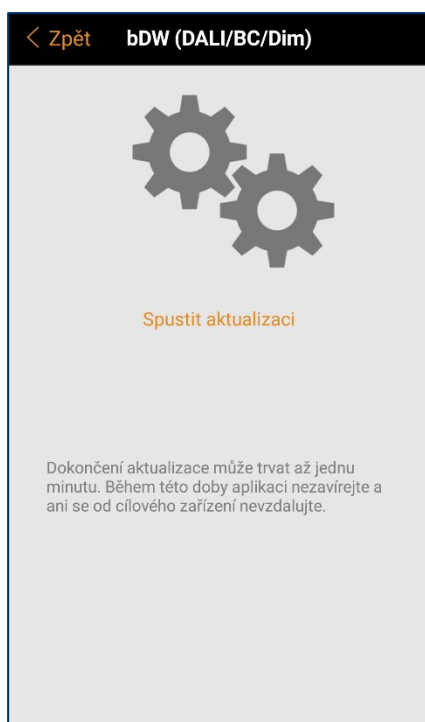 Zpět bDW (DALI/BC/Dim)
Spustit aktualizaci
Dokončení aktualizace může trvat až jednu
minutu. Během této doby aplikaci nezavírejte a
ani se od cílového zařízení nevzdalujte.